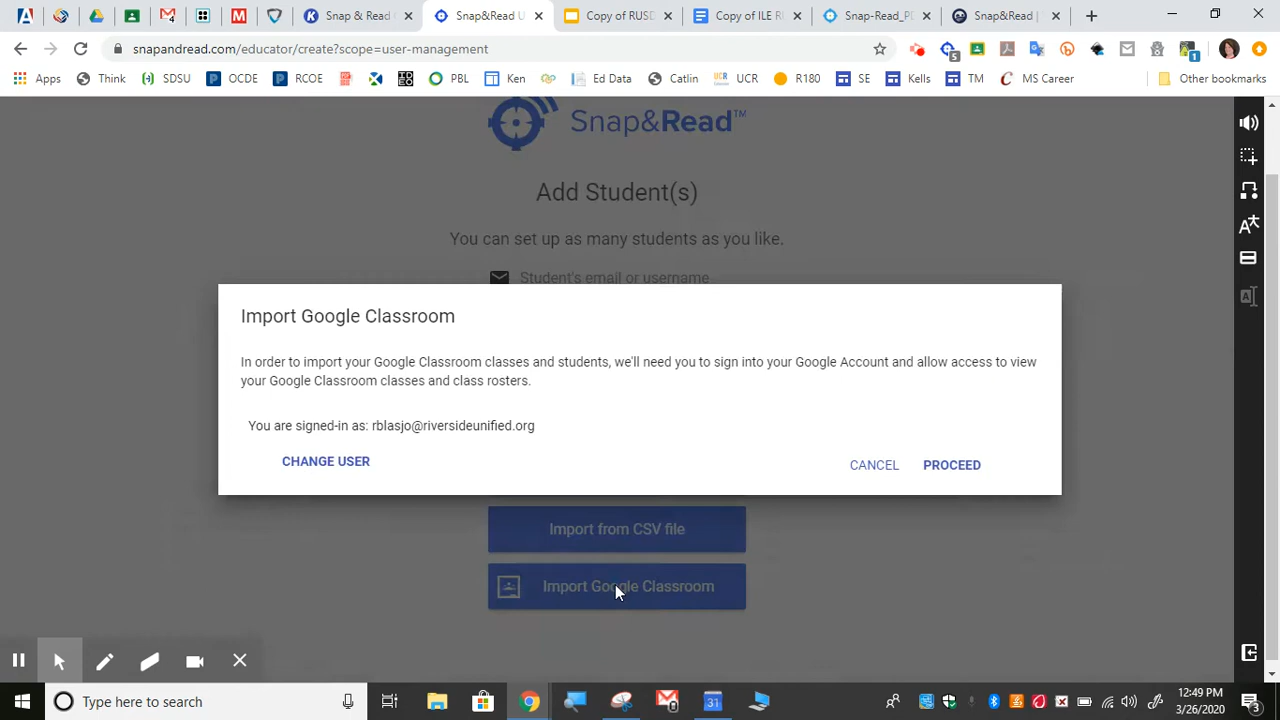 Snap & Read
Snap&Read U
Copy of RUSD
Copy of ILE R
Snap-Read_PD
Snap&Read |
snapandread.com/educator/create?scope=user-management
5
1
Apps
Think
SDSU
OCDE
RCOE
PBL
Ken
Ed Data
Catlin
UCR
R180
SE
Kells
TM
MS Career
Other bookmarks
Snap&Read™
Add Student(s)
You can set up as many students as you like.
Student's email or username
Import Google Classroom
In order to import your Google Classroom classes and students, we'll need you to sign into your Google Account and allow access to view
your Google Classroom classes and class rosters.
You are signed-in as: rblasjo@riversideunified.org
CHANGE USER
CANCEL
PROCEED
Import from CSV file
Import Google Classroom
Type here to search
31
12:49 PM
3/26/2020
3